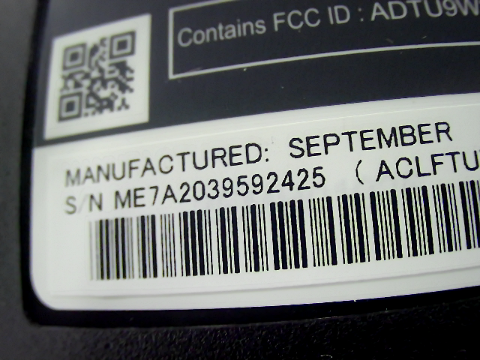 Contains FCC ID : ADTU9W
MANUFACTURED: SEPTEMBER
S/N ME7A2039592425 ( ACLFTU